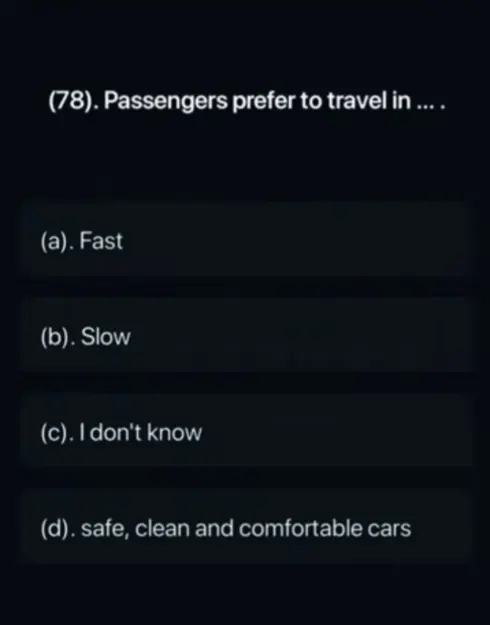 (78). Passengers prefer to travel in ... .
(a). Fast
(b). Slow
(c). I don't know
(d). safe, clean and comfortable cars